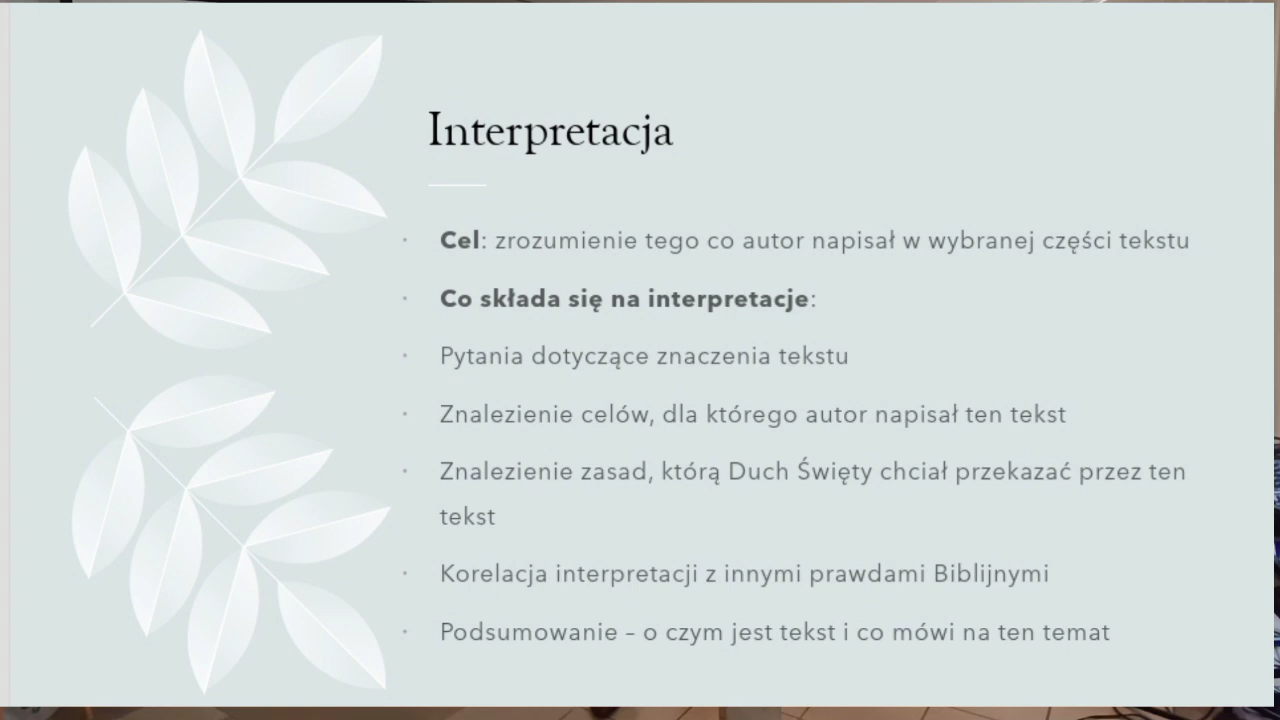 Interpretacja
Cel: zrozumienie tego co autor napisał w wybranej części tekstu
Co składa się na interpretacje:
Pytania dotyczące znaczenia tekstu
Znalezienie celów, dla którego autor napisał ten tekst
Znalezienie zasad, którą Duch Święty chciał przekazać przez ten
tekst
Korelacja interpretacji z innymi prawdami Biblijnymi
Podsumowanie – o czym jest tekst i co mówi na ten temat